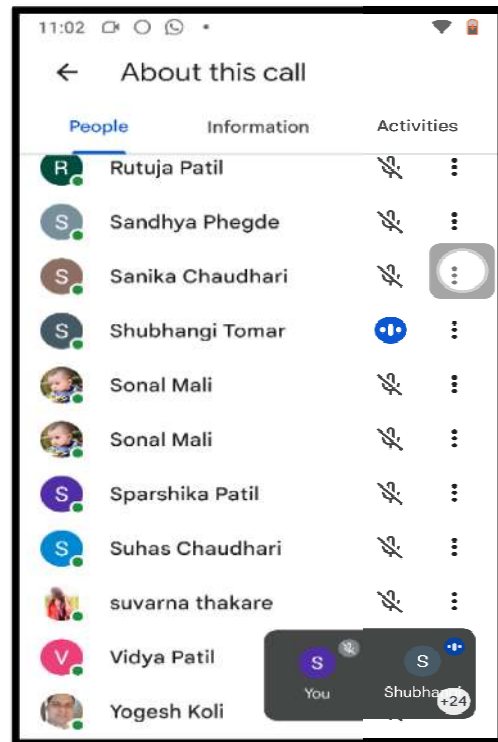 11:02
About this call
People Information Activities
R Rutuja Patil
S Sandhya Phegde
S Sanika Chaudhari
S Shubhangi Tomar
Sonal Mali
Sonal Mali
S Sparshika Patil
S Suhas Chaudhari
suvarna thakare
V Vidya Patil
S S
You
+24
Yogesh Koli